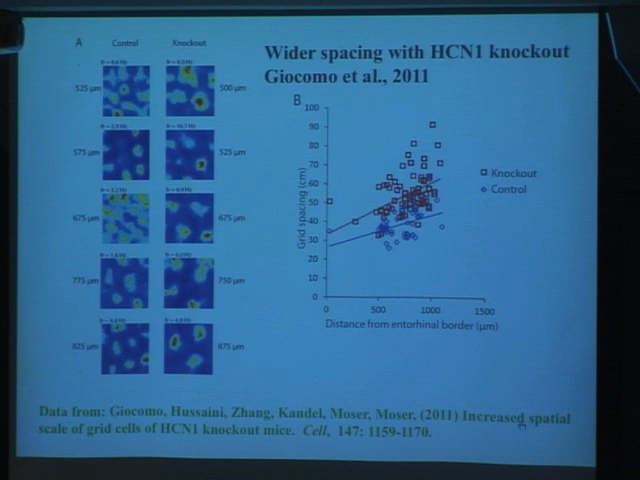 Wider spacing with HCN1 knockout
Giocomo et al., 2011
A
Control Knockout
525 µm 500 µm
575 µm 525 µm
675 µm 675 µm
775 µm 750 µm
825 µm 875 µm
B
100
90
80
70
60
50
40
30
20
10
0
Grid spacing (cm)
0 500 1000 1500
Distance from entorhinal border (µm)
Knockout
Control
Data from: Giocomo, Hussaini, Zhang, Kandel, Moser, Moser, (2011) Increased spatial
scale of grid cells of HCN1 knockout mice. Cell, 147: 1159-1170.